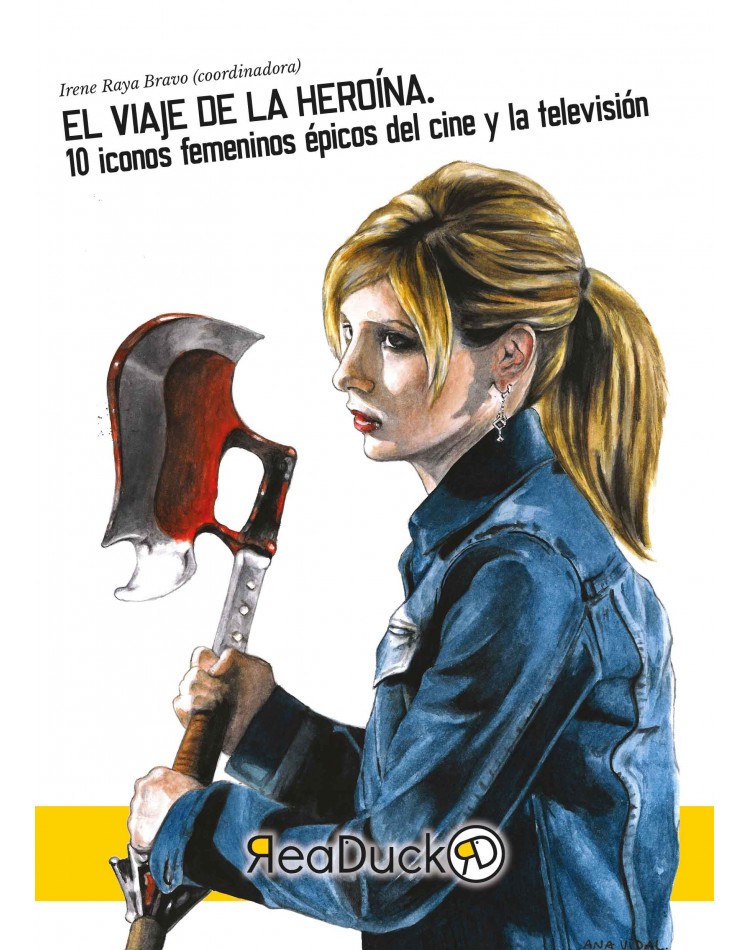 Irene Raya Bravo (coordinadora)
EL VIAJE DE LA HEROÍNA.
10 iconos femeninos épicos del cine y la televisión
ReaDuck RD
ANA VIDAL